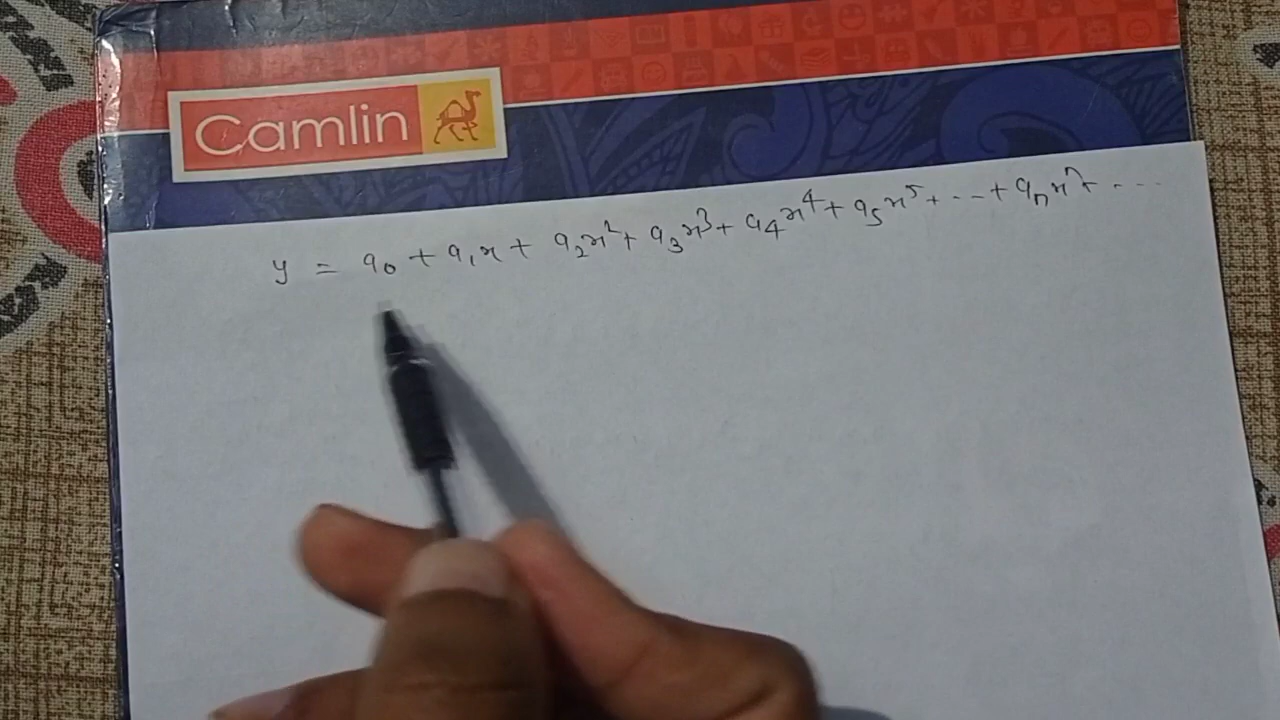 Camlin
y = a₀ + a₁x + a₂x² + a₃x³ + a₄x⁴ + a₅x⁵ + ... + aₙxⁿ + ....